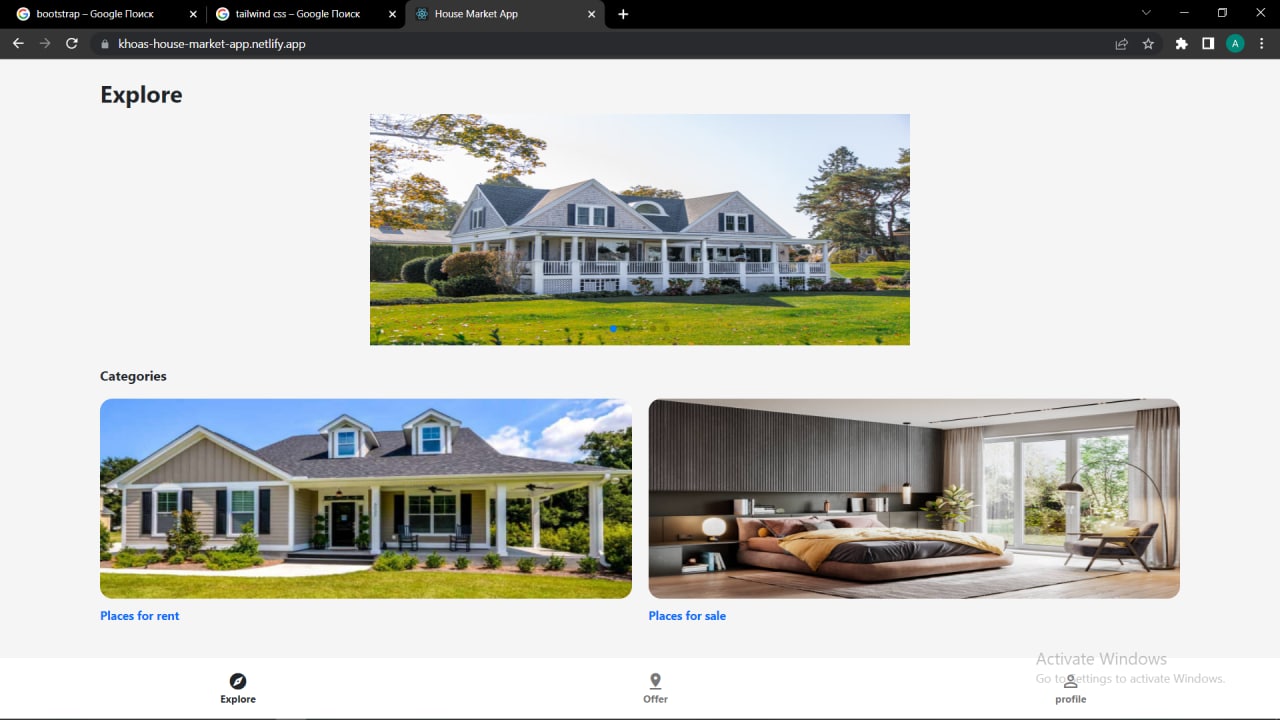 bootstrap – Google Поиск
tailwind css – Google Поиск
House Market App
khoas-house-market-app.netlify.app
A
Explore
Categories
Places for rent
Places for sale
Activate Windows
Go to Settings to activate Windows.
Explore
Offer
profile